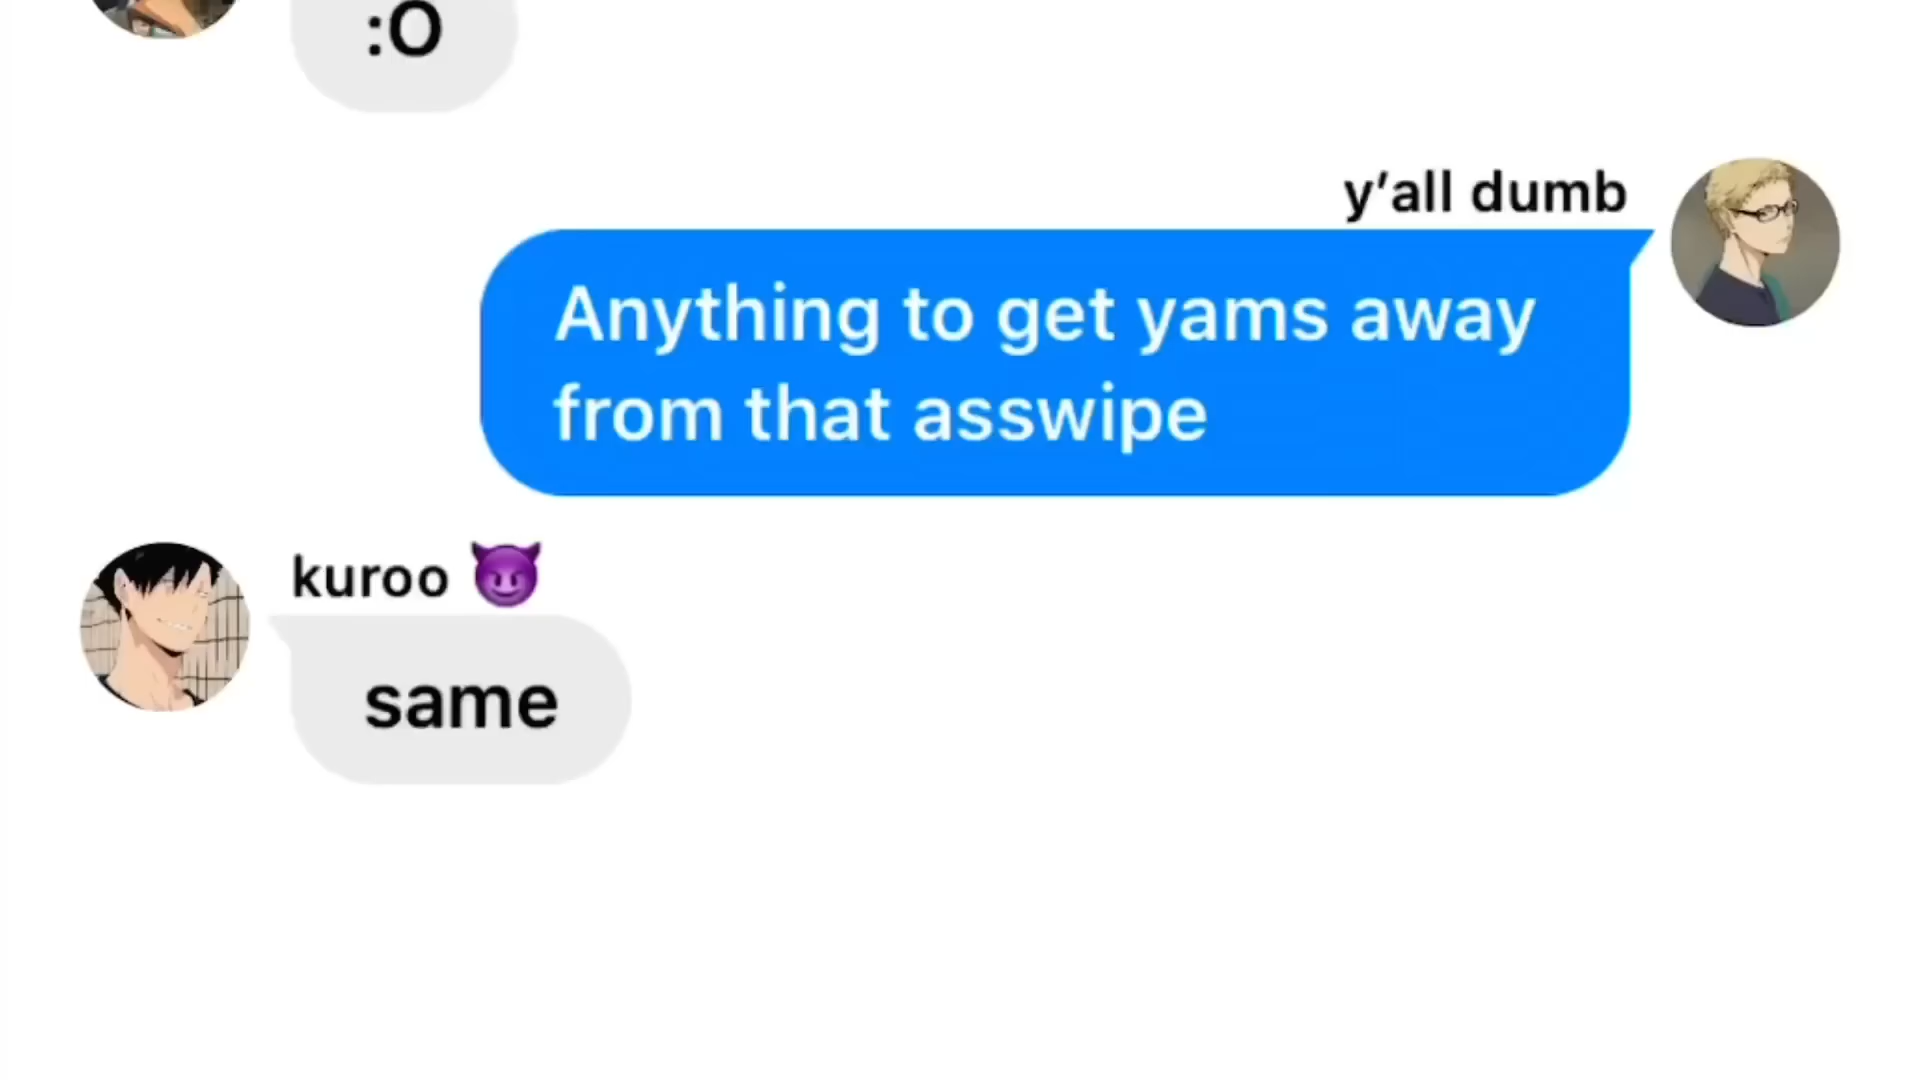 :O
y’all dumb
Anything to get yams away
from that asswipe
kuroo 😈
same